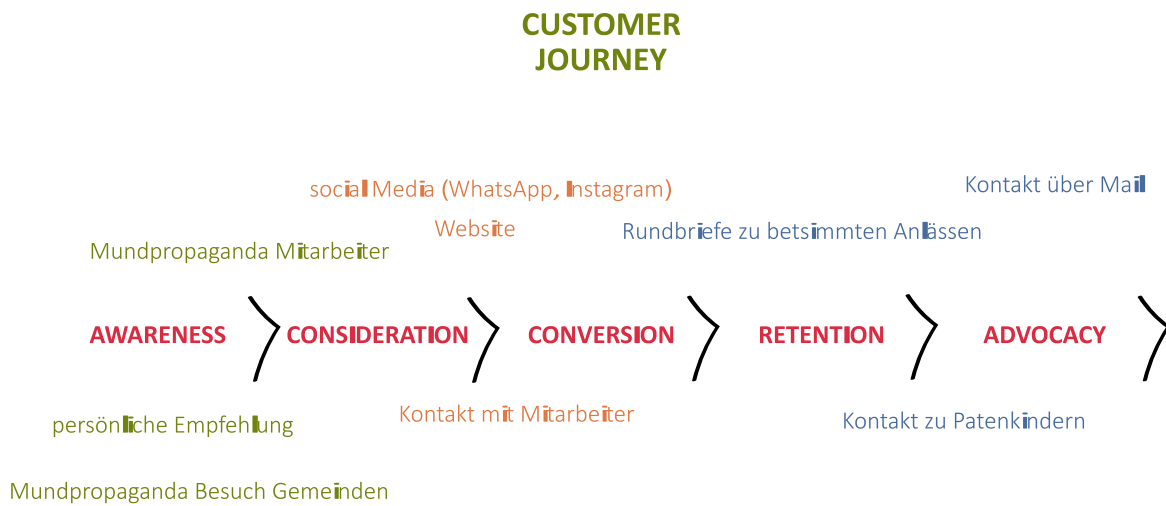 CUSTOMER
JOURNEY
Kontakt über Mail
social Media (WhatsApp, Instagram)
Website
Rundbriefe zu betsimmten Anlässen
Mundpropaganda Mitarbeiter
AWARENESS
CONSIDERATION
CONVERSION
RETENTION
ADVOCACY
persönliche Empfehlung
Kontakt mit Mitarbeiter
Kontakt zu Patenkindern
Mundpropaganda Besuch Gemeinden